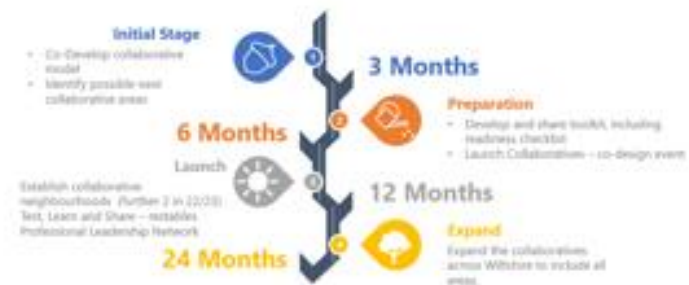 Initial Stage
• Co-Develop collaborative
model
• Identify possible next
collaborative areas
1
3 Months
Preparation
• Develop and share toolkit, including
readiness checklist
• Launch Collaboratives – co-design event
2
6 Months
Launch
Establish collaborative
neighbourhoods (further 2 in 22/23)
Test, Learn and Share –
Professional Leadership Network
3
12 Months
Expand
Expand the collaboratives
across Wiltshire to include all
areas.
4
24 Months